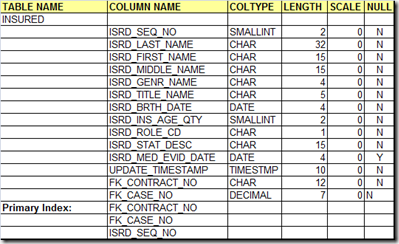 TABLE NAME COLUMN NAME COLTYPE LENGTH SCALE NULL
INSURED
ISRD_SEQ_NO SMALLINT 2 0 N
ISRD_LAST_NAME CHAR 32 0 N
ISRD_FIRST_NAME CHAR 15 0 N
ISRD_MIDDLE_NAME CHAR 15 0 N
ISRD_GENR_NAME CHAR 4 0 N
ISRD_TITLE_NAME CHAR 5 0 N
ISRD_BRTH_DATE DATE 4 0 N
ISRD_INS_AGE_QTY SMALLINT 2 0 N
ISRD_ROLE_CD CHAR 1 0 N
ISRD_STAT_DESC CHAR 15 0 N
ISRD_MED_EVID_DATE DATE 4 0 Y
UPDATE_TIMESTAMP TIMESTMP 10 0 N
FK_CONTRACT_NO CHAR 12 0 N
FK_CASE_NO DECIMAL 7 0 N
Primary Index: FK_CONTRACT_NO
FK_CASE_NO
ISRD_SEQ_NO